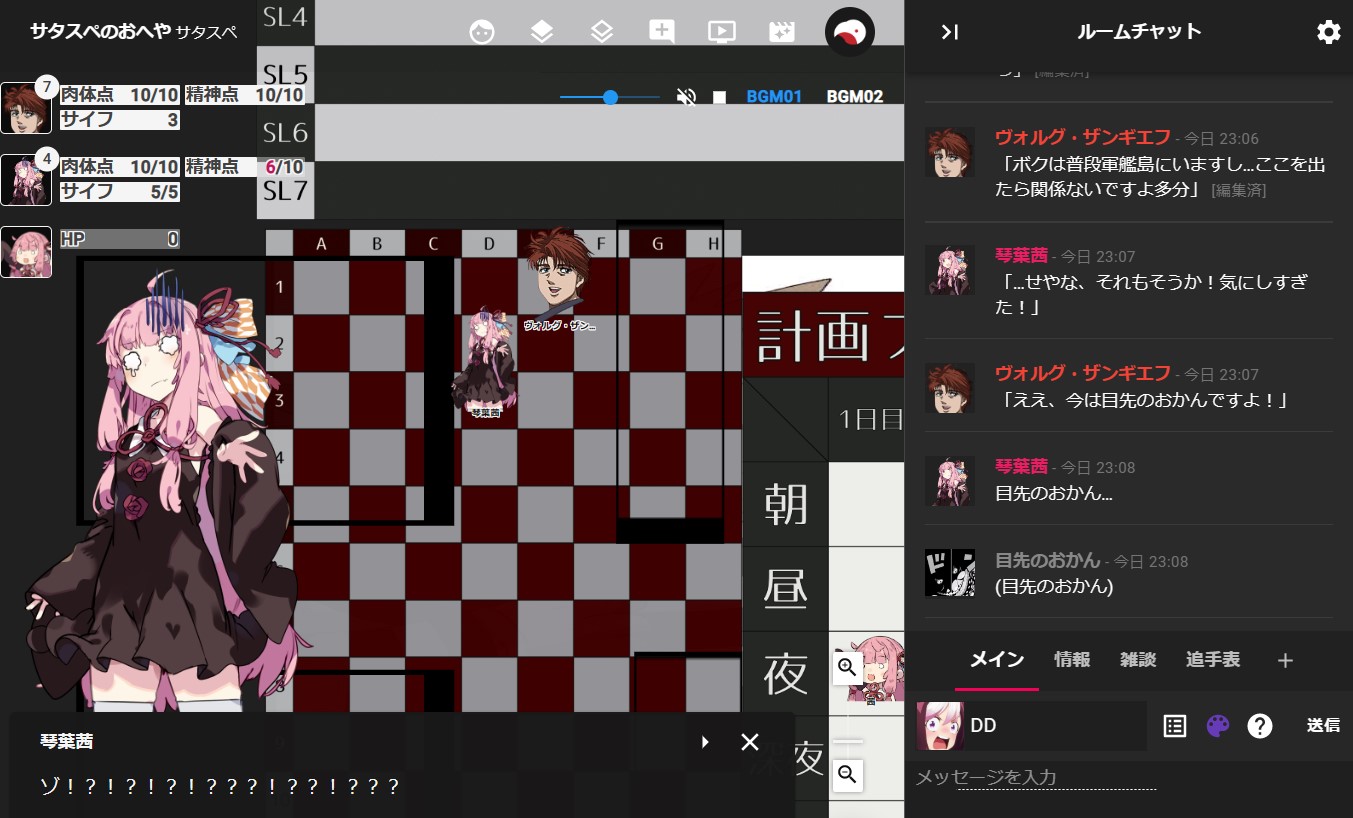 サタスペのおへや サタスペ
7
肉体点 10/10 精神点 10/10
サイフ 3
4
肉体点 10/10 精神点 6/10
サイフ 5/5
HP 0
SL4
SL5
SL6
SL7
BGM01 BGM02
A B C D F G H
1
2
3
4
ヴォルグ・ザン...
琴葉茜
計画
1日目
朝
昼
夜
深夜
琴葉茜
ゾ！？！？！？！？？？！？？！？？？
ルームチャット
[編集済]
ヴォルグ・ザンギエフ - 今日 23:06
「ボクは普段軍艦島にいますし...ここを出
たら関係ないですよ多分」 [編集済]
琴葉茜 - 今日 23:07
「...せやな、それもそうか！気にしすぎ
た！」
ヴォルグ・ザンギエフ - 今日 23:07
「ええ、今は目先のおかんですよ！」
琴葉茜 - 今日 23:08
目先のおかん...
ド
目先のおかん - 今日 23:08
(目先のおかん)
メイン 情報 雑談 追手表
DD
送信
メッセージを入力